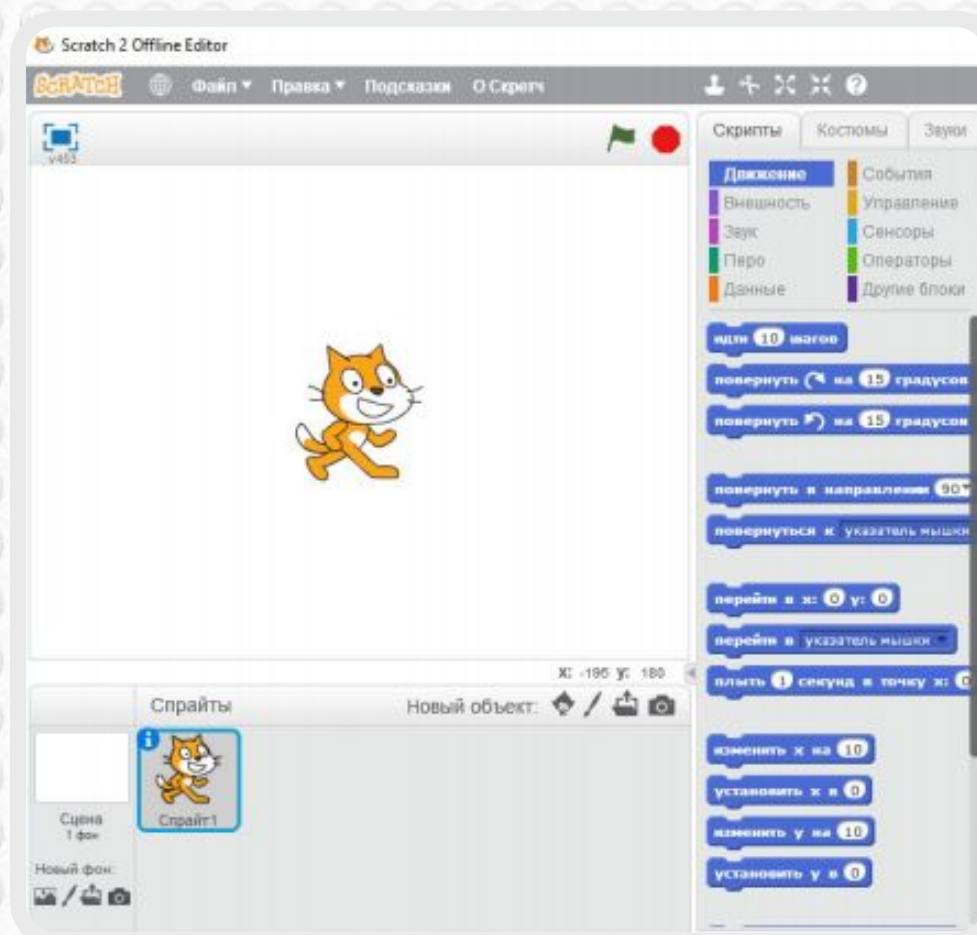 Scratch 2 Offline Editor
SCRATCH Файл Правка Подсказки О Скретч
v453
Скрипты Костюмы Звуки
Движение События
Внешность Управление
Звук Сенсоры
Перо Операторы
Данные Другие блоки
идти 10 шагов
повернуть на 15 градусов
повернуть на 15 градусов
повернуть в направлении 90
повернуться к указатель мышки
перейти в x: 0 y: 0
перейти в указатель мышки
плыть 1 секунд в точку x: 0
изменить x на 10
установить x в 0
изменить y на 10
установить y в 0
X: -195 y: 180
Спрайты Новый объект:
Сцена
1 фон
Спрайт1
Новый фон: